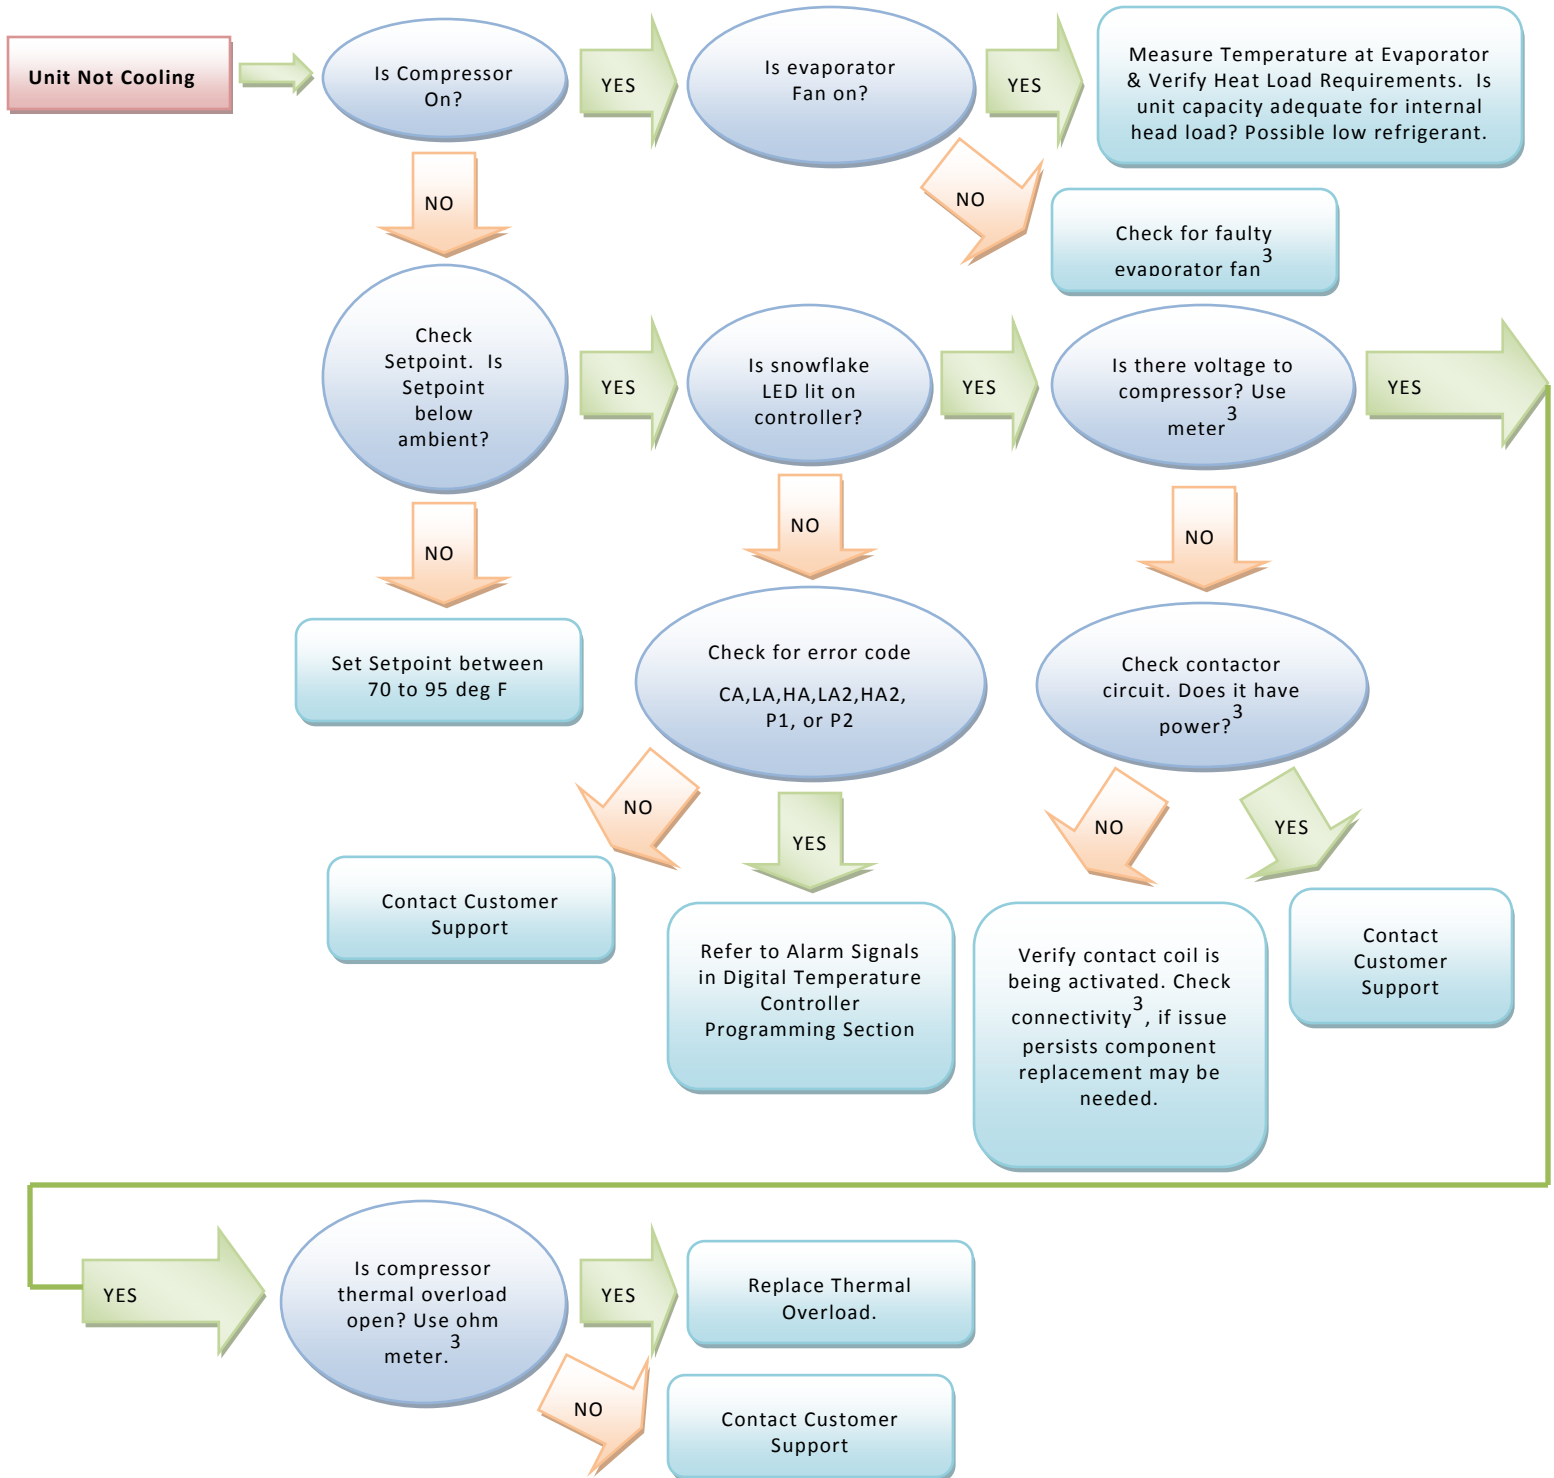 Unit Not Cooling
Is Compressor
On?
YES
Is evaporator
Fan on?
YES
Measure Temperature at Evaporator
& Verify Heat Load Requirements.  Is
unit capacity adequate for internal
head load? Possible low refrigerant.
NO
NO
Check for faulty
evaporator fan3
Check
Setpoint.  Is
Setpoint
below
ambient?
YES
Is snowflake
LED lit on
controller?
YES
Is there voltage to
compressor? Use
meter3
YES
NO
NO
NO
Set Setpoint between
70 to 95 deg F
Check for error code
CA,LA,HA,LA2,HA2,
P1, or P2
Check contactor
circuit. Does it have
power?3
NO
YES
NO
YES
Contact Customer
Support
Refer to Alarm Signals
in Digital Temperature
Controller
Programming Section
Verify contact coil is
being activated. Check
connectivity3, if issue
persists component
replacement may be
needed.
Contact
Customer
Support
YES
Is compressor
thermal overload
open? Use ohm
meter.3
YES
Replace Thermal
Overload.
NO
Contact Customer
Support